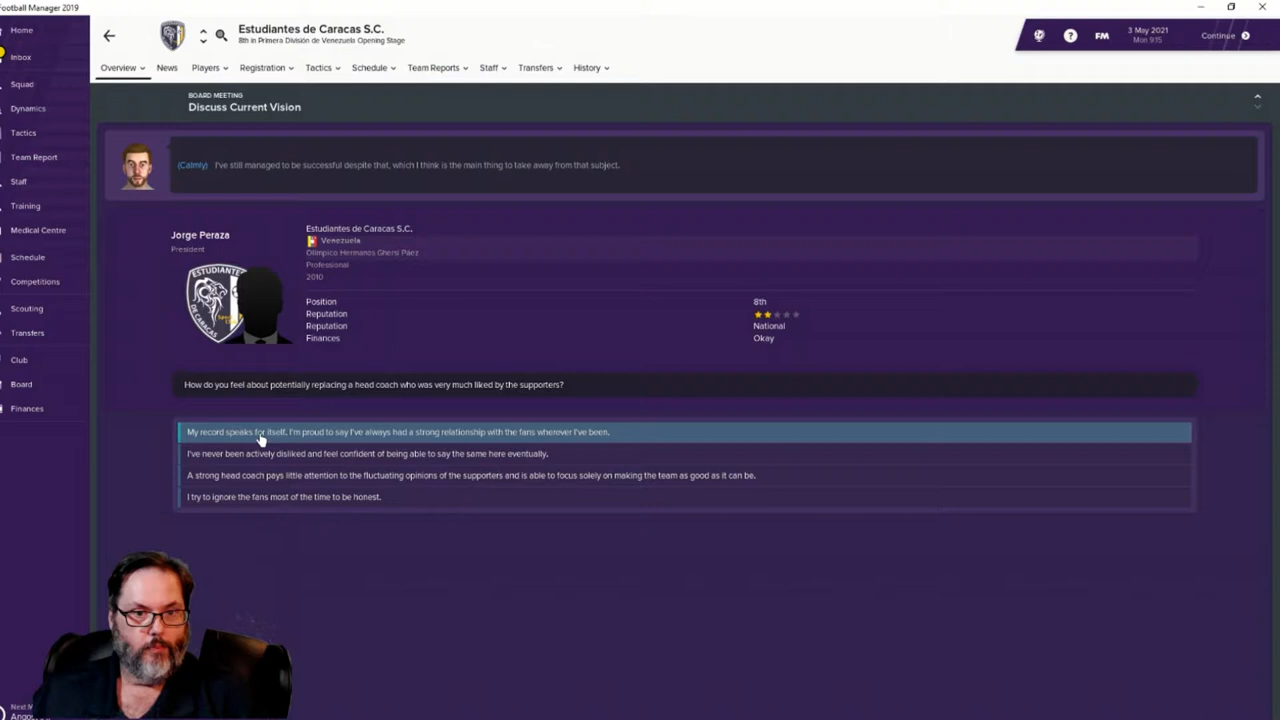 Football Manager 2019
Home
Inbox
Squad
Dynamics
Tactics
Team Report
Staff
Training
Medical Centre
Schedule
Competitions
Scouting
Transfers
Club
Board
Finances
Next M
Estudiantes de Caracas S.C.
8th in Primera División de Venezuela Opening Stage
FM
3 May 2021
Mon 9:15
Continue
Overview News Players Registration Tactics Schedule Team Reports Staff Transfers History
BOARD MEETING
Discuss Current Vision
(Calmly) I've still managed to be successful despite that, which I think is the main thing to take away from that subject.
Jorge Peraza
President
ESTUDIANTES
DE CARACAS
Estudiantes de Caracas S.C.
Venezuela
Olímpico Hermanos Ghersi Páez
Professional
2010
Position 8th
Reputation
Reputation National
Finances Okay
How do you feel about potentially replacing a head coach who was very much liked by the supporters?
My record speaks for itself. I'm proud to say I've always had a strong relationship with the fans wherever I've been.
I've never been actively disliked and feel confident of being able to say the same here eventually.
A strong head coach pays little attention to the fluctuating opinions of the supporters and is able to focus solely on making the team as good as it can be.
I try to ignore the fans most of the time to be honest.